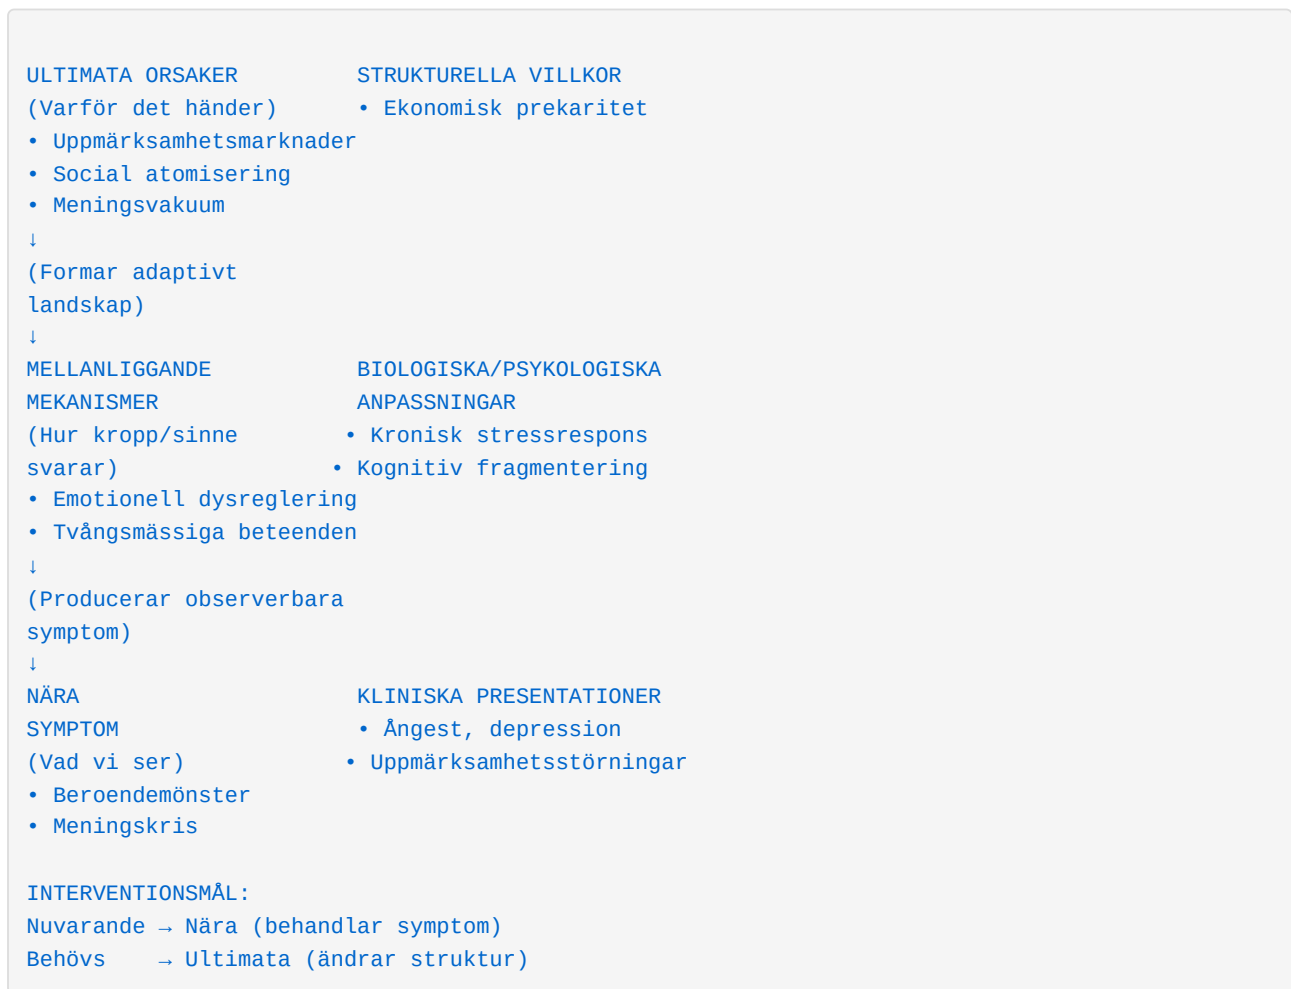 ULTIMATA ORSAKER         STRUKTURELLA VILLKOR
(Varför det händer)      • Ekonomisk prekaritet
• Uppmärksamhetsmarknader
• Social atomisering
• Meningsvakuum
↓
(Formar adaptivt
landskap)
↓
MELLANLIGGANDE           BIOLOGISKA/PSYKOLOGISKA
MEKANISMER               ANPASSNINGAR
(Hur kropp/sinne        • Kronisk stressrespons
svarar)                • Kognitiv fragmentering
• Emotionell dysreglering
• Tvångsmässiga beteenden
↓
(Producerar observerbara
symptom)
↓
NÄRA                     KLINISKA PRESENTATIONER
SYMPTOM                  • Ångest, depression
(Vad vi ser)            • Uppmärksamhetsstörningar
• Beroendemönster
• Meningskris

INTERVENTIONSMÅL:
Nuvarande → Nära (behandlar symptom)
Behövs    → Ultimata (ändrar struktur)